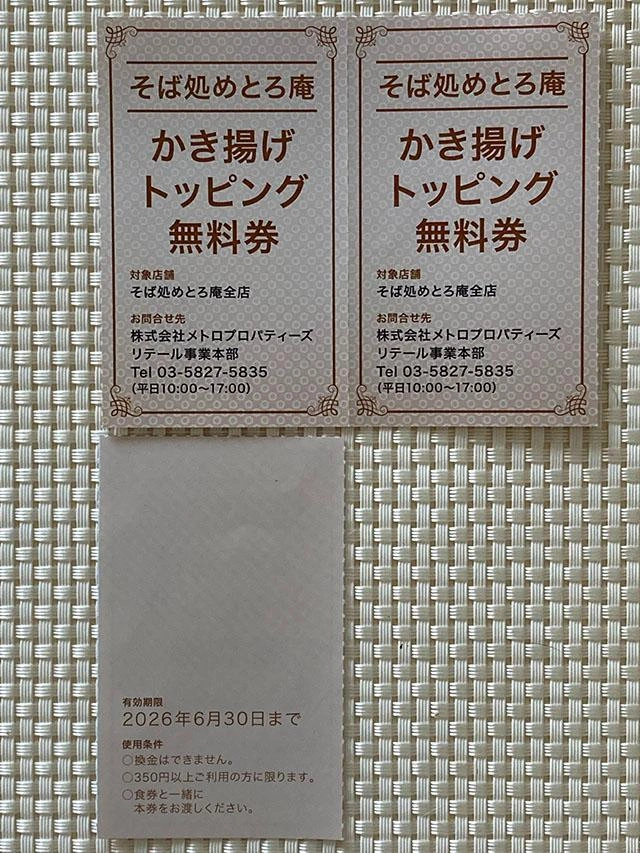 そば処めとろ庵
かき揚げ
トッピング
無料券
対象店舗
そば処めとろ庵全店
お問合せ先
株式会社メトロプロパティーズ
リテール事業本部
Tel 03-5827-5835
（平日10:00〜17:00）
そば処めとろ庵
かき揚げ
トッピング
無料券
対象店舗
そば処めとろ庵全店
お問合せ先
株式会社メトロプロパティーズ
リテール事業本部
Tel 03-5827-5835
（平日10:00〜17:00）
有効期限
2026年6月30日まで
使用条件
○換金はできません。
○350円以上ご利用の方に限ります。
○食券と一緒に
本券をお渡しください。